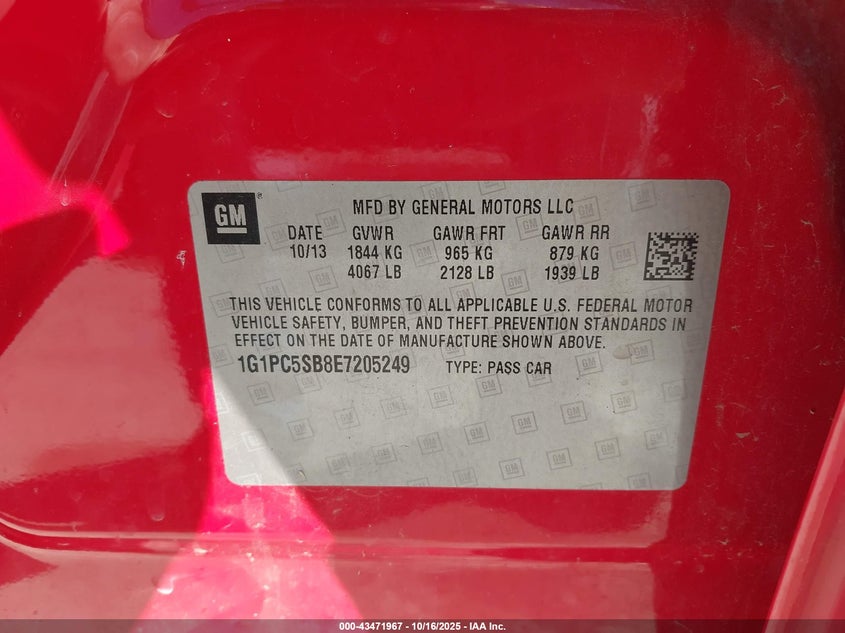 GM
MFD BY GENERAL MOTORS LLC
DATE GVWR GAWR FRT GAWR RR
10/13 1844 KG 965 KG 879 KG
4067 LB 2128 LB 1939 LB
THIS VEHICLE CONFORMS TO ALL APPLICABLE U.S. FEDERAL MOTOR
VEHICLE SAFETY, BUMPER, AND THEFT PREVENTION STANDARDS IN
EFFECT ON THE DATE OF MANUFACTURE SHOWN ABOVE.
1G1PC5SB8E7205249 TYPE: PASS CAR
000-43471967 - 10/16/2025 - IAA Inc.